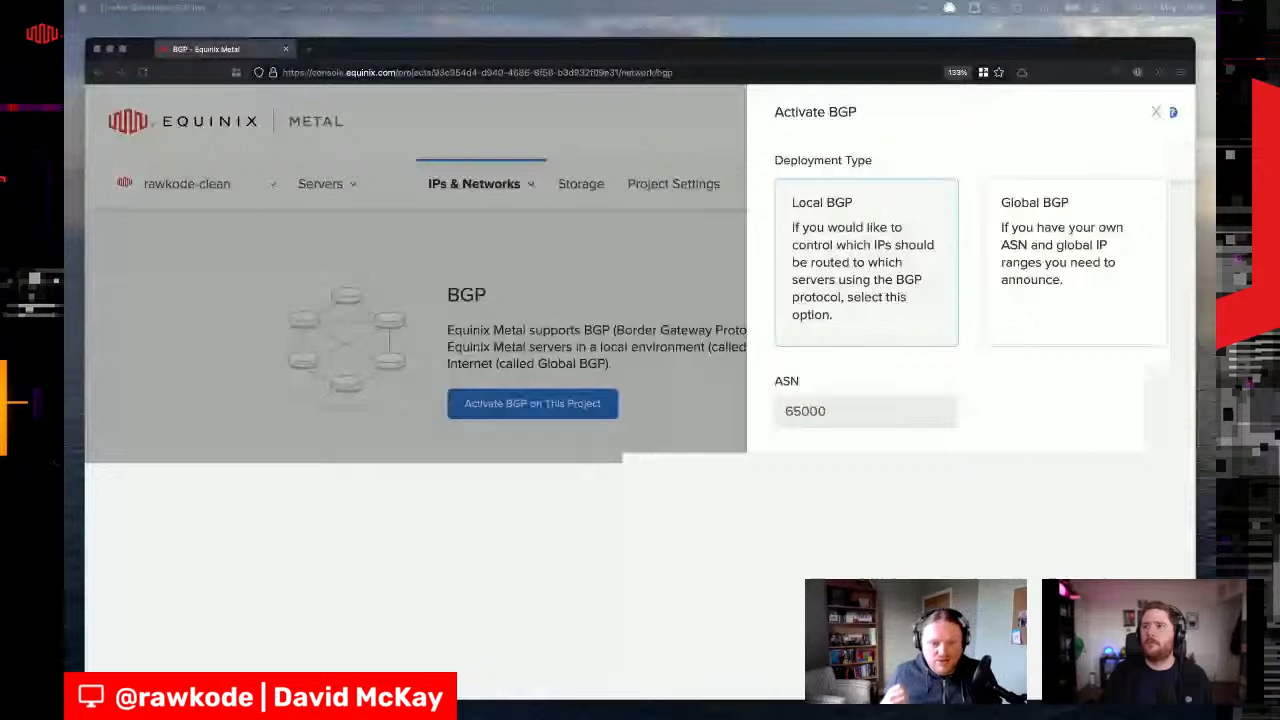 BGP - Equinix Metal
133%
EQUINIX | METAL
rawkode-clean
Servers
IPs & Networks
Storage
Project Settings
BGP
Equinix Metal supports BGP (Border Gateway Proto
Equinix Metal servers in a local environment (called
Internet (called Global BGP).
Activate BGP on This Project
Activate BGP
X
Deployment Type
Local BGP
If you would like to
control which IPs should
be routed to which
servers using the BGP
protocol, select this
option.
Global BGP
If you have your own
ASN and global IP
ranges you need to
announce.
ASN
65000
@rawkode | David McKay